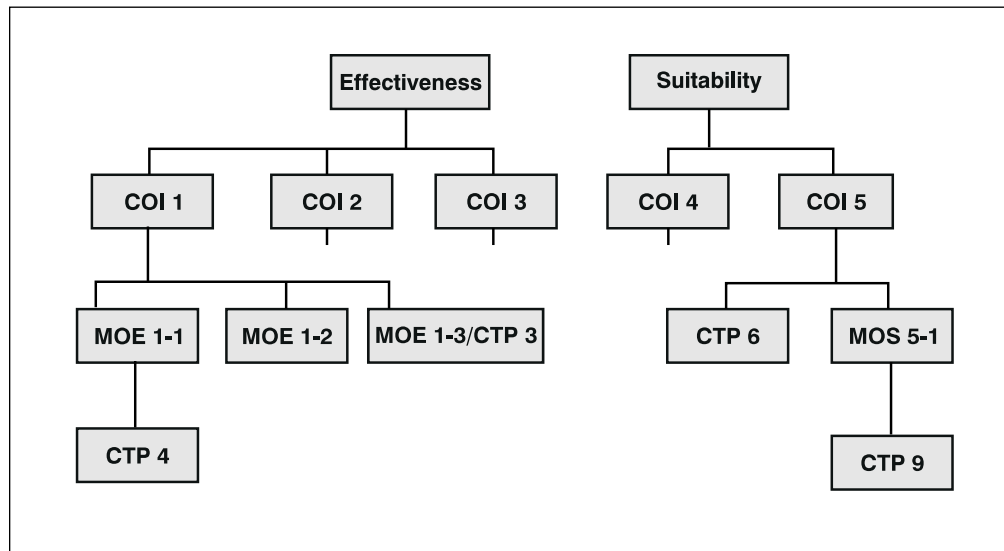 Effectiveness
Suitability
COI 1
COI 2
COI 3
COI 4
COI 5
MOE 1-1
MOE 1-2
MOE 1-3/CTP 3
CTP 6
MOS 5-1
CTP 4
CTP 9